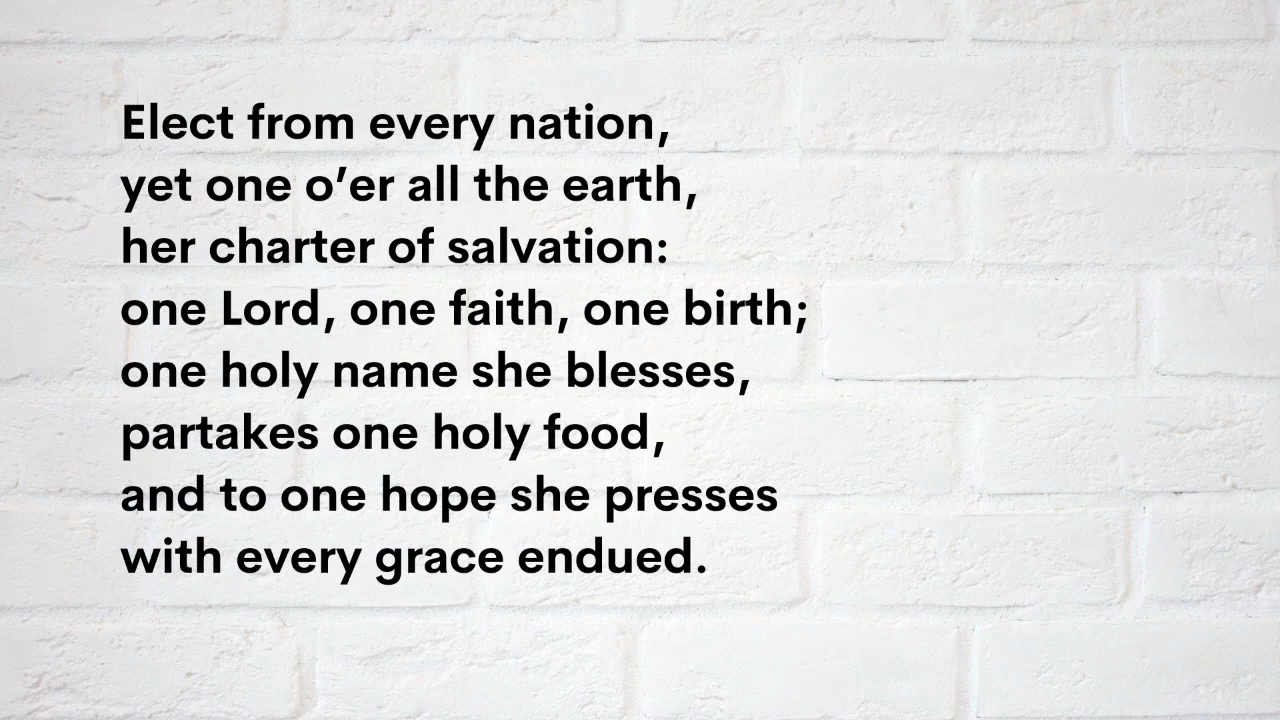 Elect from every nation,
yet one o’er all the earth,
her charter of salvation:
one Lord, one faith, one birth;
one holy name she blesses,
partakes one holy food,
and to one hope she presses
with every grace endued.